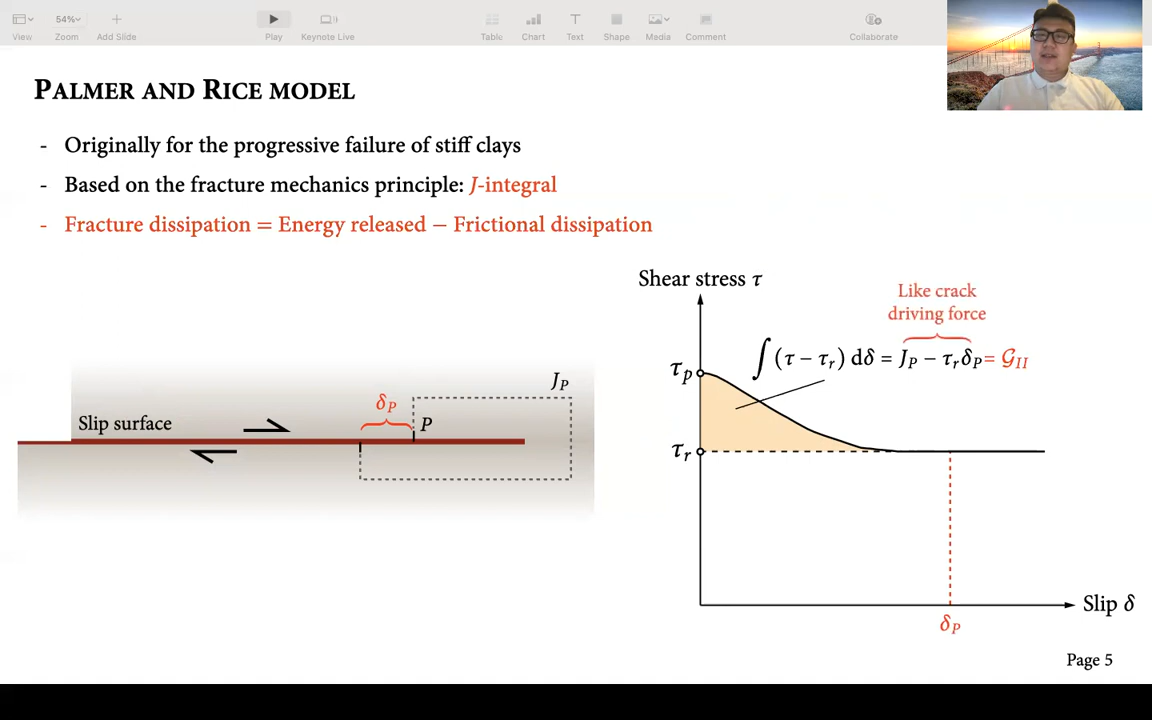 View
54%
Zoom
Add Slide
Play
Keynote Live
Table
Chart
Text
Shape
Media
Comment
Collaborate
PALMER AND RICE MODEL
- Originally for the progressive failure of stiff clays
- Based on the fracture mechanics principle: J-integral
- Fracture dissipation = Energy released − Frictional dissipation
Shear stress τ
Like crack
driving force
∫(τ − τr) dδ = JP − τrδP = 𝒢II
τp
JP
δP
Slip surface
P
τr
Slip δ
δP
Page 5